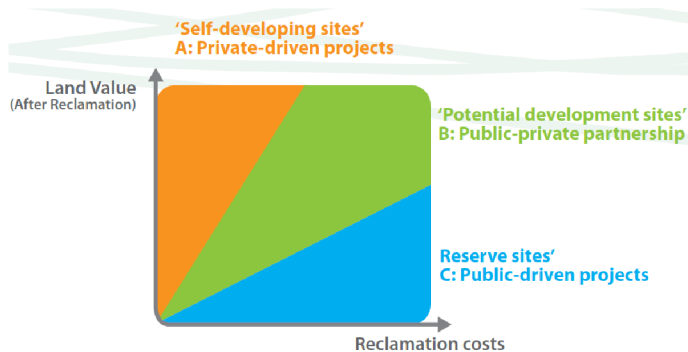 'Self-developing sites'
A: Private-driven projects
Land Value
(After Reclamation)
'Potential development sites'
B: Public-private partnership
Reserve sites'
C: Public-driven projects
Reclamation costs